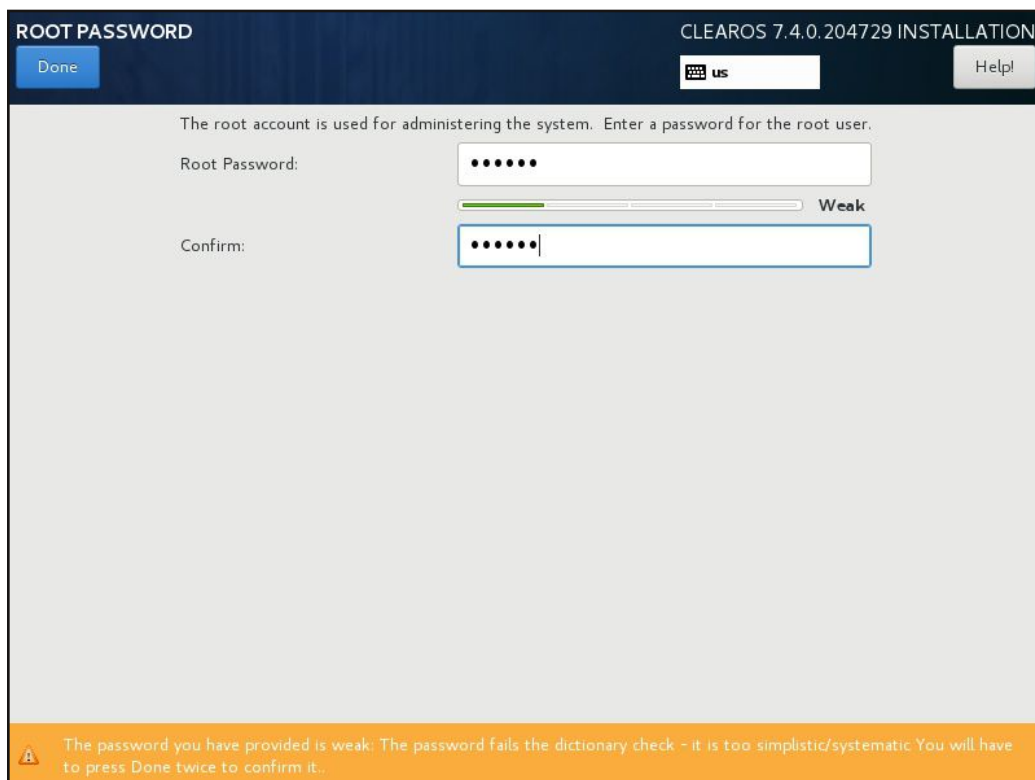 ROOT PASSWORD
CLEAROS 7.4.0.204729 INSTALLATION
Done
us
Help!
The root account is used for administering the system. Enter a password for the root user.
Root Password:
••••••
Weak
Confirm:
••••••
The password you have provided is weak: The password fails the dictionary check - it is too simplistic/systematic You will have
to press Done twice to confirm it..